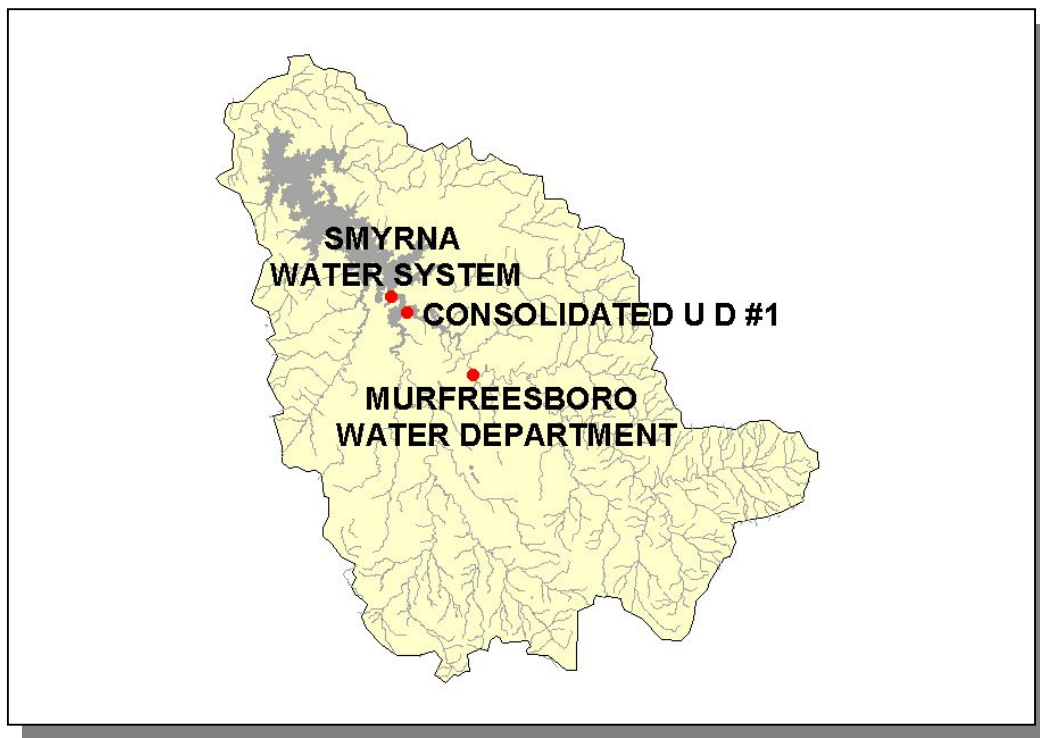 SMYRNA
WATER SYSTEM
CONSOLIDATED U D #1
MURFREESBORO
WATER DEPARTMENT